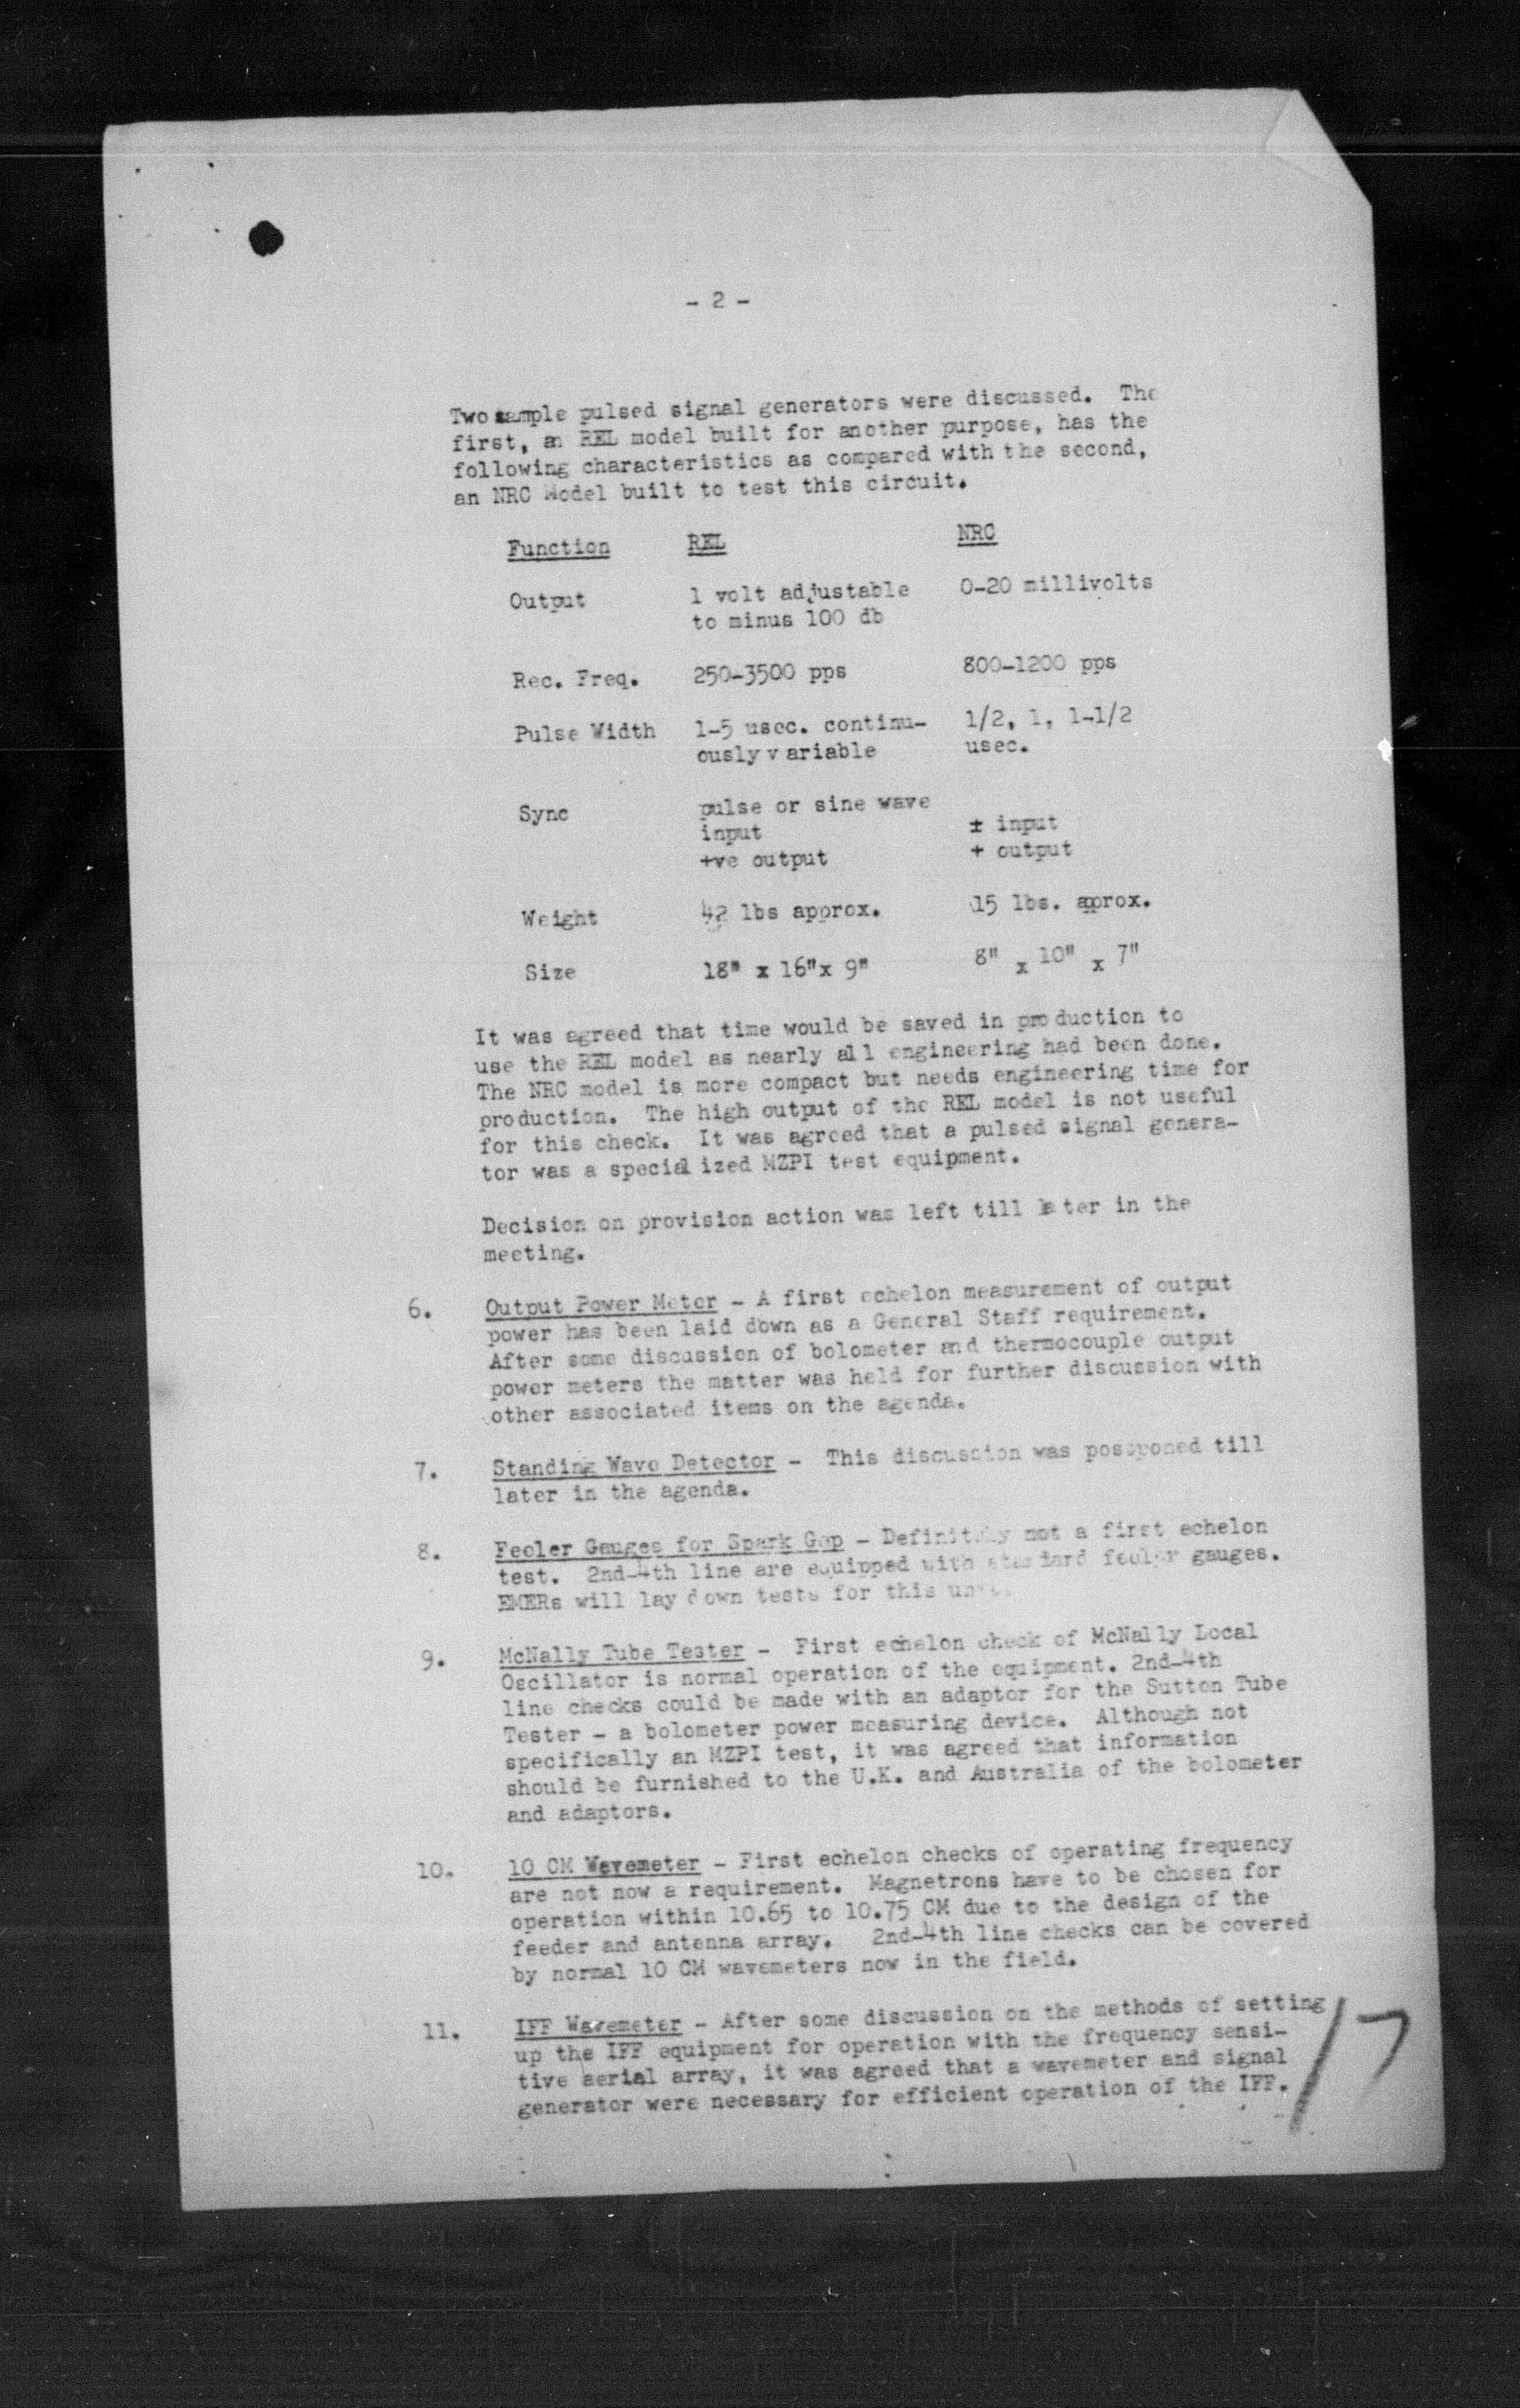 - 2 -
Two sample pulsed signal generators were discussed. The
first, an REL model built for another purpose, has the
following characteristics as compared with the second,
an NRC Model built to test this circuit.
Function REL NRC
Output 1 volt adjustable 0-20 millivolts
to minus 100 db
Rec. Freq. 250-3500 pps 800-1200 pps
Pulse Width 1-5 usec. continu- 1/2, 1, 1-1/2
ously variable usec.
Sync pulse or sine wave
input ± input
+ve output + output
Weight 42 lbs approx. 15 lbs. aprox.
Size 18" x 16" x 9" 8" x 10" x 7"
It was agreed that time would be saved in production to
use the REL model as nearly all engineering had been done.
The NRC model is more compact but needs engineering time for
production. The high output of the REL model is not useful
for this check. It was agreed that a pulsed signal genera-
tor was a specialized MZPI test equipment.
Decision on provision action was left till later in the
meeting.
6. Output Power Meter - A first echelon measurement of output
power has been laid down as a General Staff requirement.
After some discussion of bolometer and thermocouple output
power meters the matter was held for further discussion with
other associated items on the agenda.
7. Standing Wave Detector - This discussion was postponed till
later in the agenda.
8. Feeler Gauges for Spark Gap - Definitely not a first echelon
test. 2nd-4th line are equipped with standard feeler gauges.
EMERs will lay down tests for this
9. McNally Tube Tester - First echelon check of McNally Local
Oscillator is normal operation of the equipment. 2nd-4th
line checks could be made with an adaptor for the Sutton Tube
Tester - a bolometer power measuring device. Although not
specifically an MZPI test, it was agreed that information
should be furnished to the U.K. and Australia of the bolometer
and adaptors.
10. 10 CM Wavemeter - First echelon checks of operating frequency
are not now a requirement. Magnetrons have to be chosen for
operation within 10.65 to 10.75 CM due to the design of the
feeder and antenna array. 2nd-4th line checks can be covered
by normal 10 CM wavemeters now in the field.
11. IFF Wavemeter - After some discussion on the methods of setting
up the IFF equipment for operation with the frequency sensi-
tive aerial array, it was agreed that a wavemeter and signal
generator were necessary for efficient operation of the IFF.
17